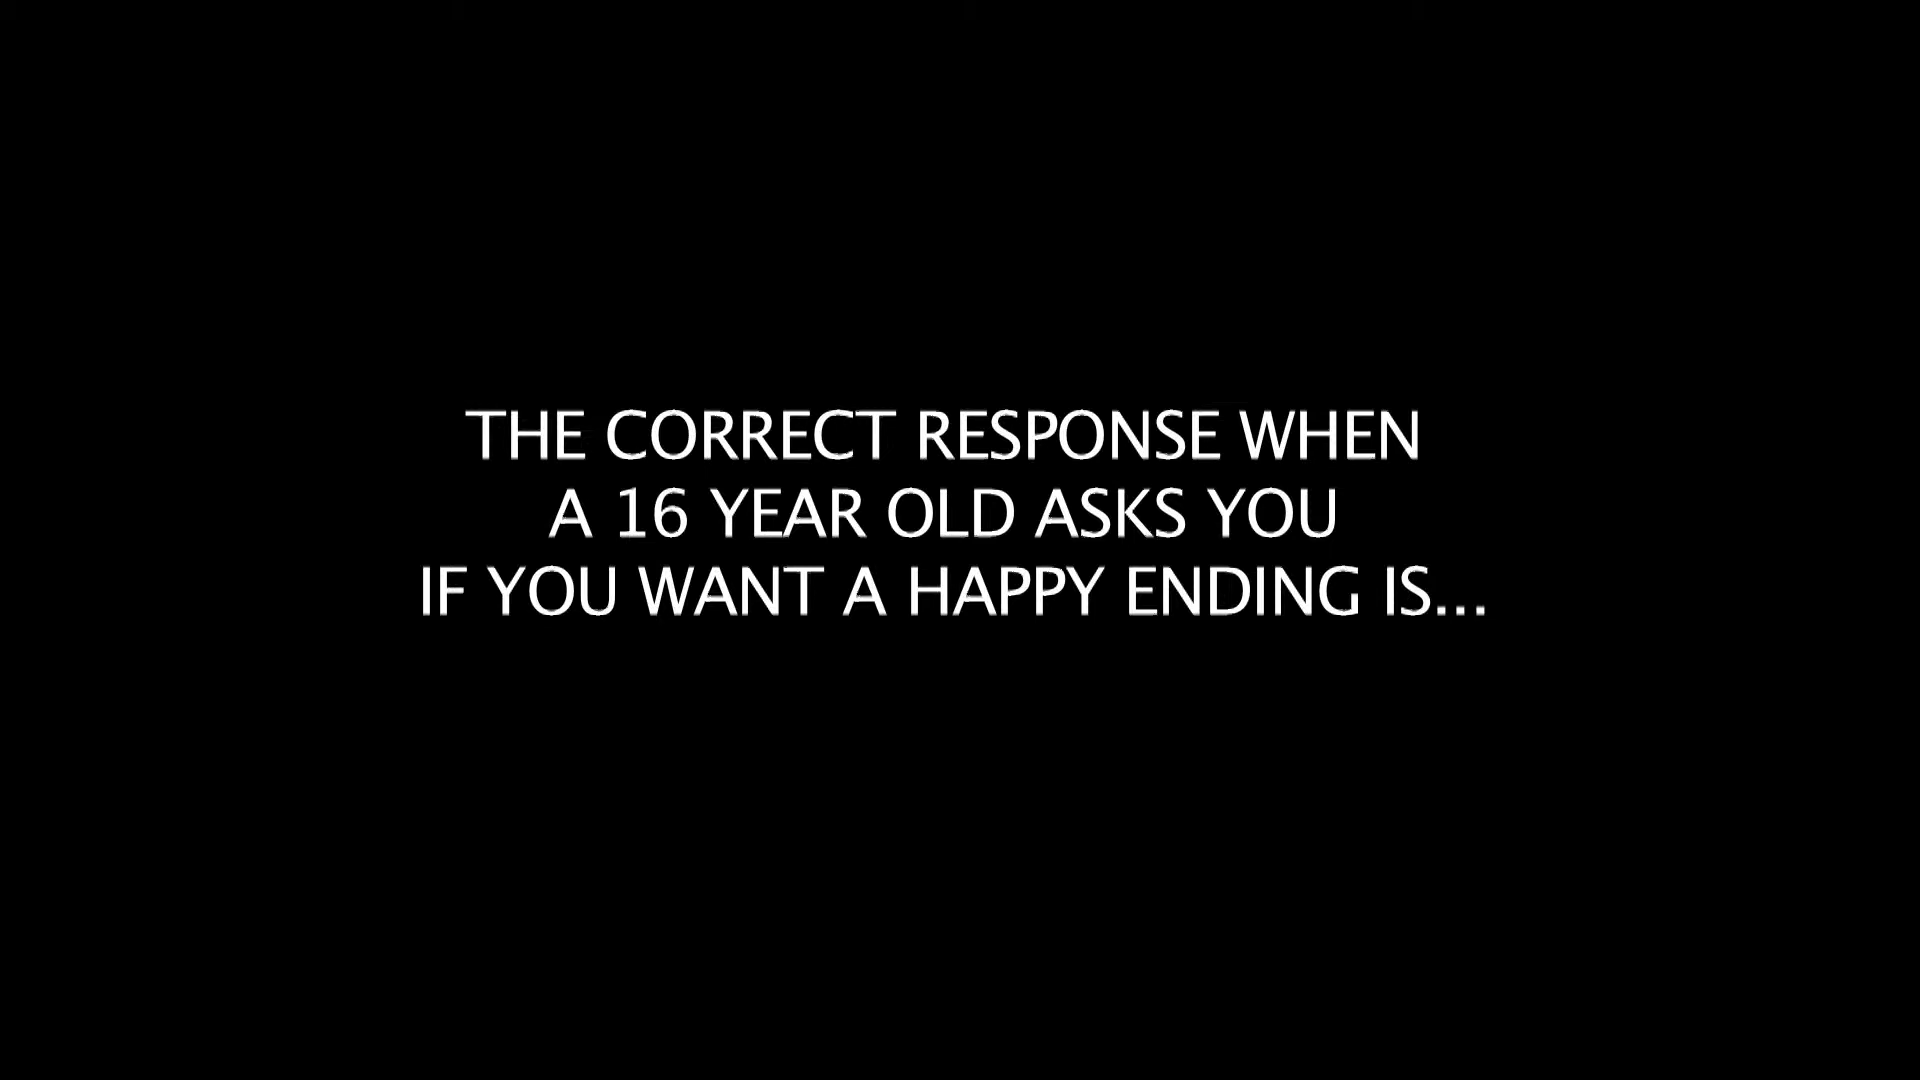 THE CORRECT RESPONSE WHEN
A 16 YEAR OLD ASKS YOU
IF YOU WANT A HAPPY ENDING IS...